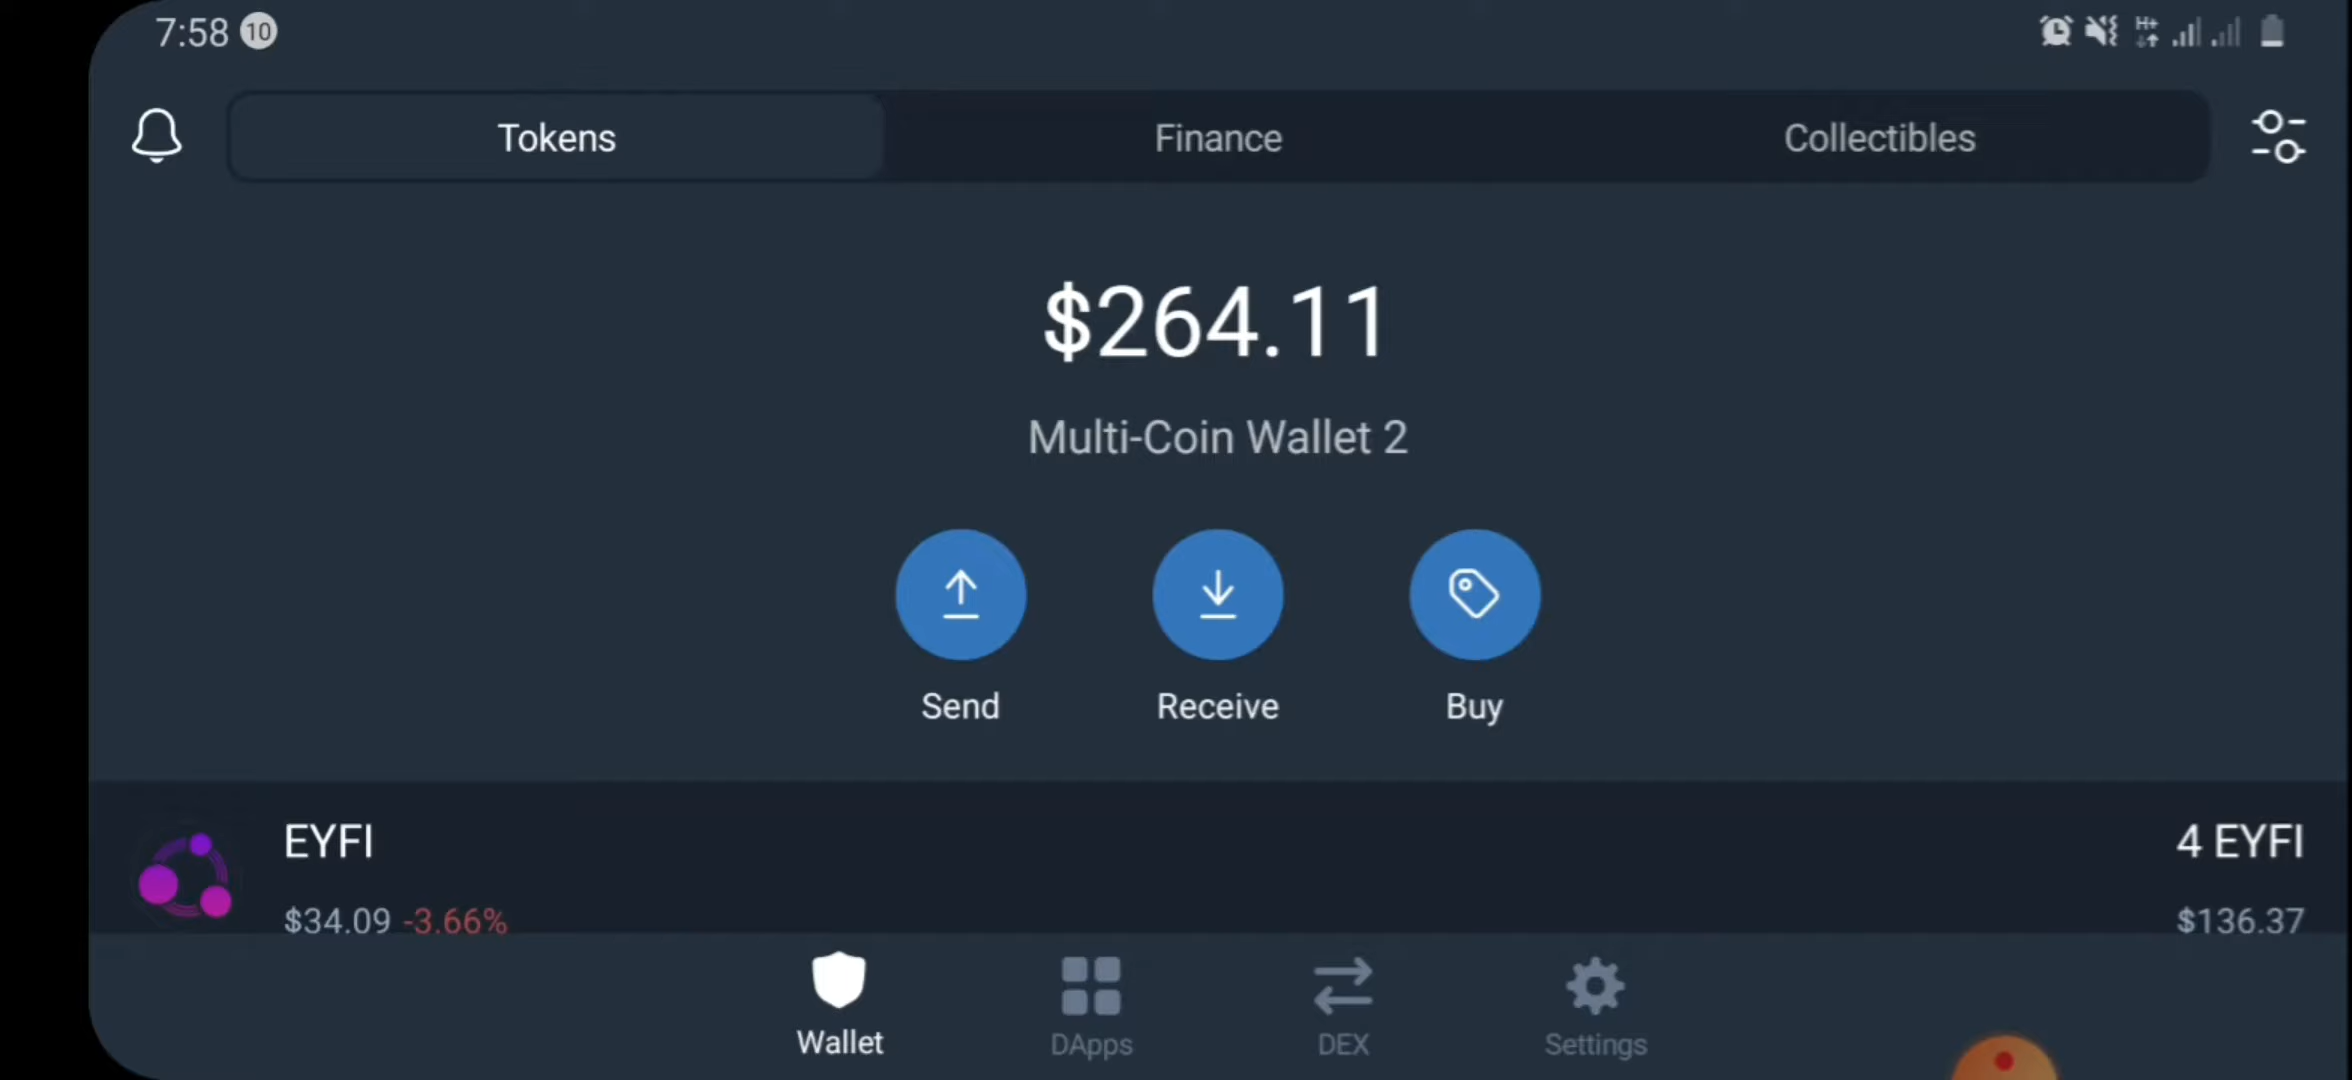 7:58 10
H+
Tokens Finance Collectibles
$264.11
Multi-Coin Wallet 2
Send Receive Buy
EYFI 4 EYFI
$34.09 -3.66% $136.37
Wallet DApps DEX Settings